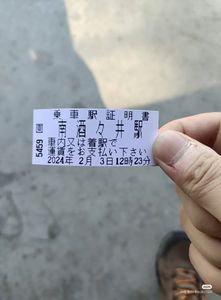 乗車駅証明書
南酒々井駅
車内又は着駅で
運賃をお支払い下さい
2024年 2月 3日12時23分
5469